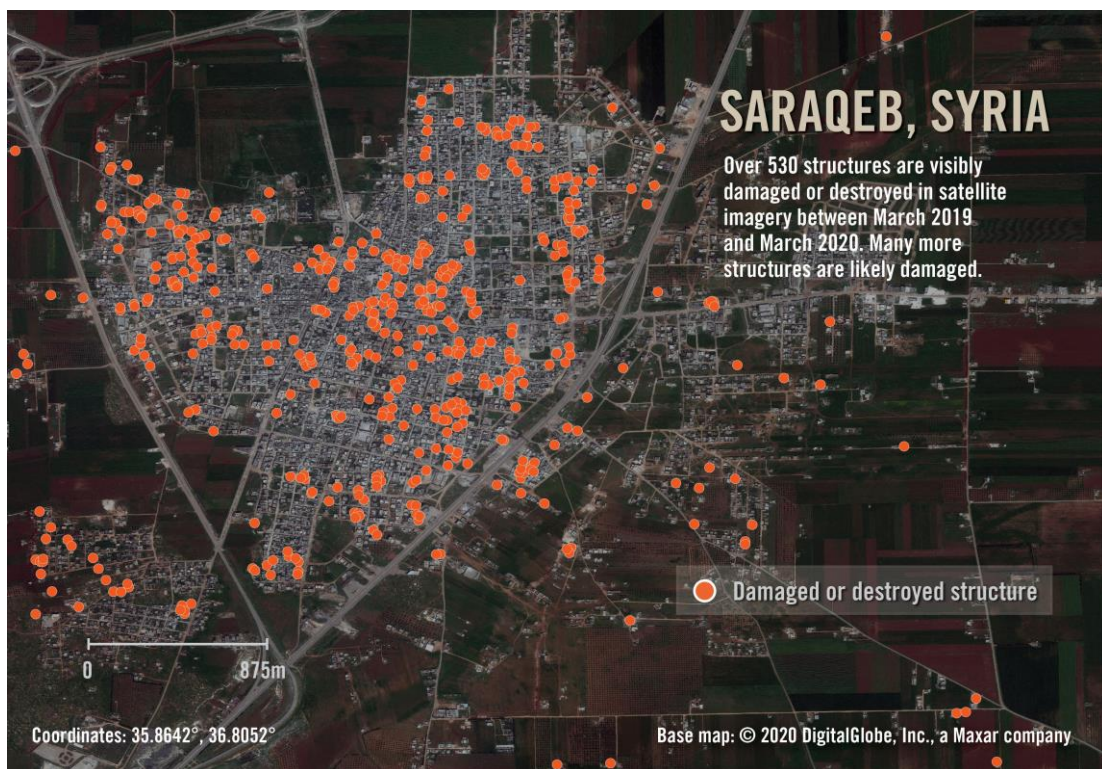 SARAQEB, SYRIA
Over 530 structures are visibly
damaged or destroyed in satellite
imagery between March 2019
and March 2020. Many more
structures are likely damaged.
Damaged or destroyed structure
0 875m
Coordinates: 35.8642°, 36.8052°
Base map: © 2020 DigitalGlobe, Inc., a Maxar company